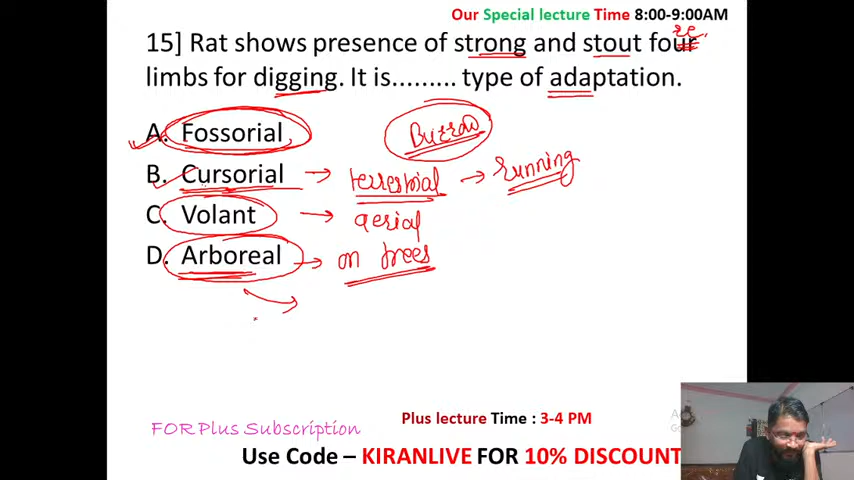 Our Special lecture Time 8:00-9:00AM
15] Rat shows presence of strong and stout four re
limbs for digging. It is......... type of adaptation.
A. Fossorial Burrow
B. Cursorial → terrestrial → running
C. Volant → aerial
D. Arboreal → on trees
Plus lecture Time : 3-4 PM
FOR Plus Subscription
Use Code – KIRANLIVE FOR 10% DISCOUNT